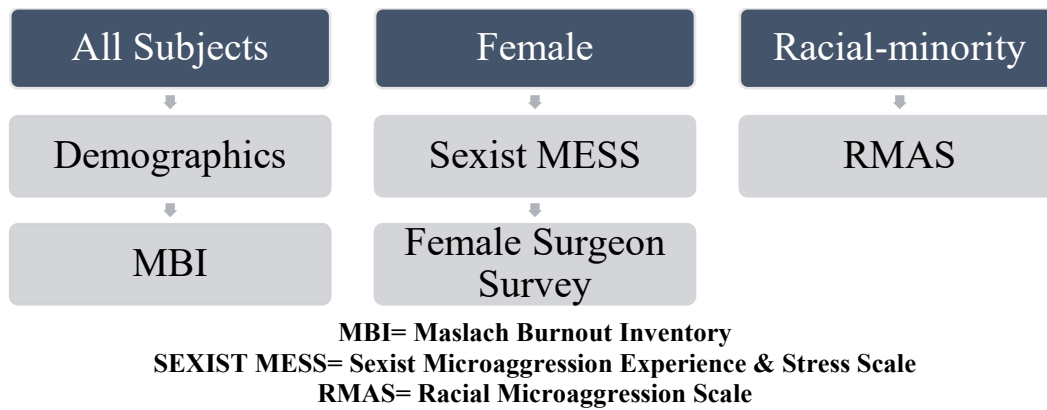 All Subjects
Demographics
MBI
Female
Sexist MESS
Female Surgeon
Survey
Racial-minority
RMAS
MBI= Maslach Burnout Inventory
SEXIST MESS= Sexist Microaggression Experience & Stress Scale
RMAS= Racial Microaggression Scale